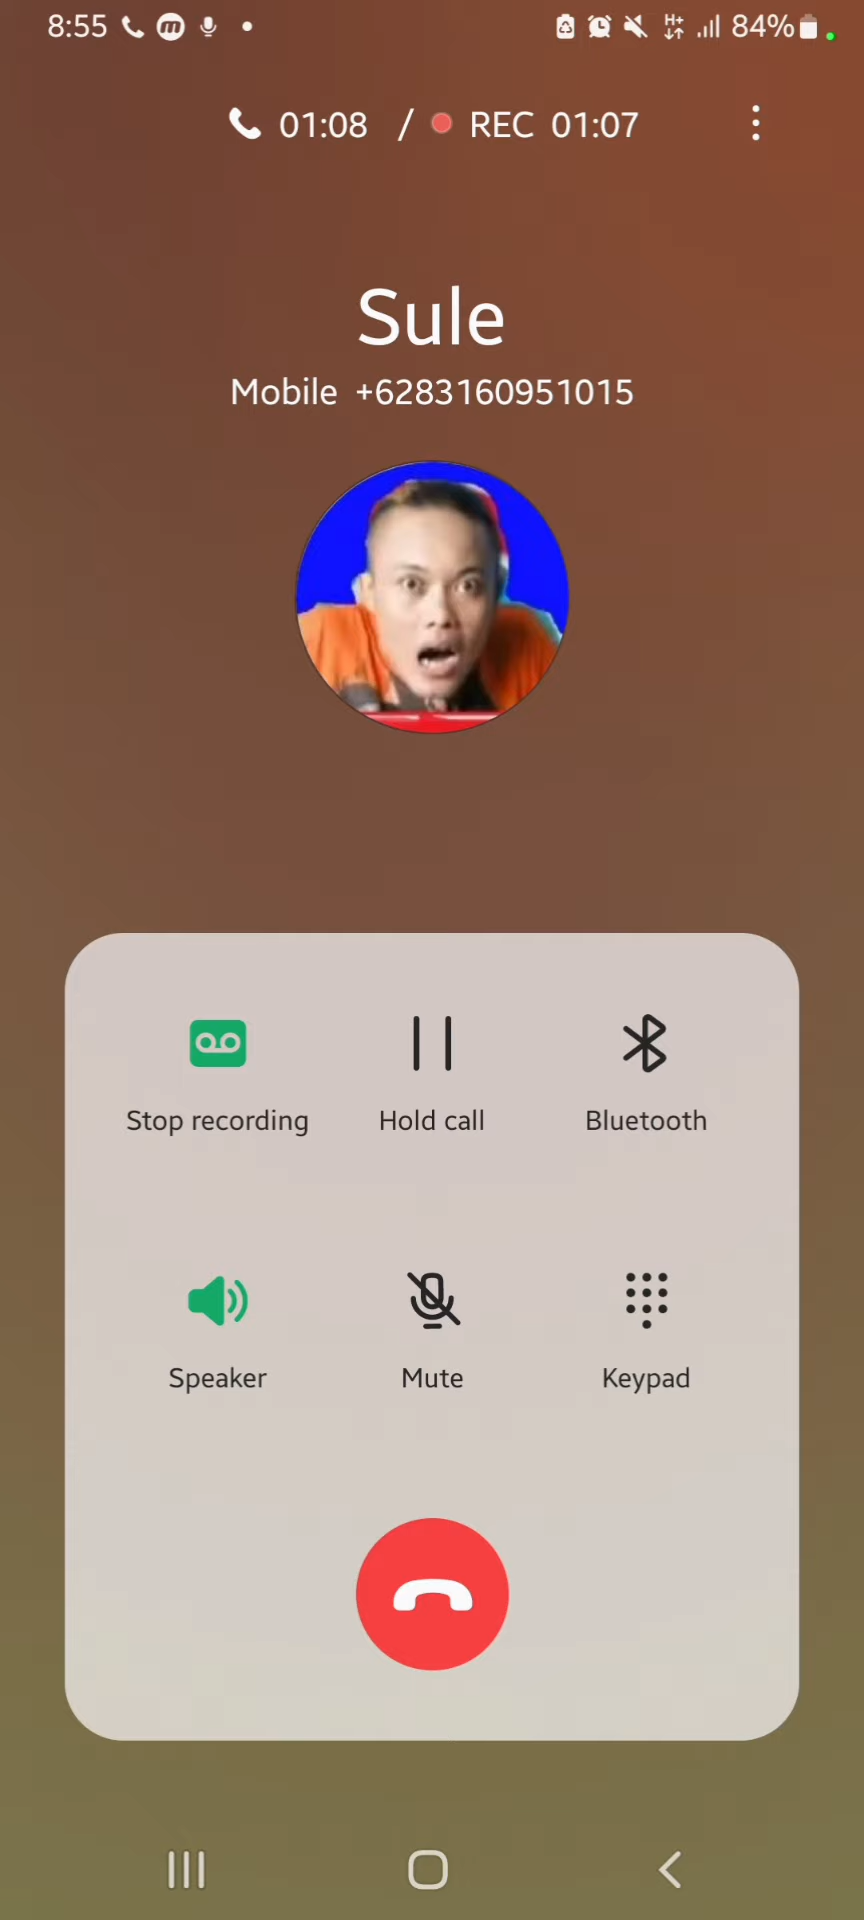 8:55 84%
01:08 / REC 01:07
Sule
Mobile +6283160951015
Stop recording Hold call Bluetooth
Speaker Mute Keypad